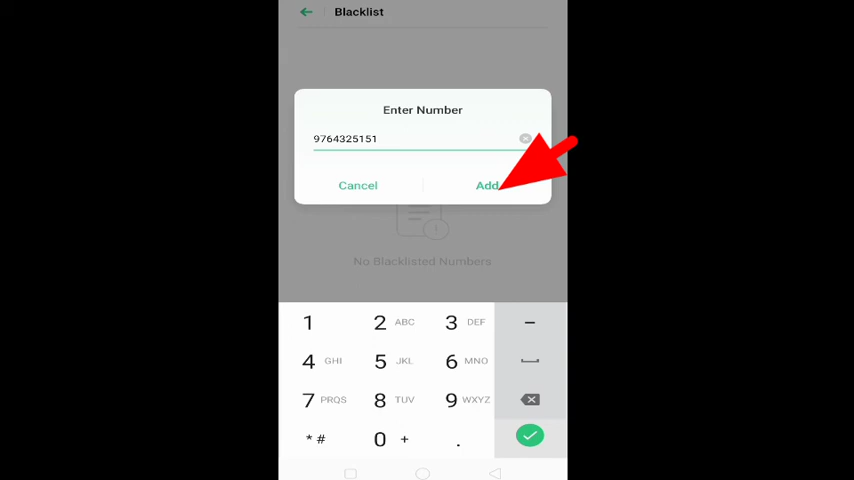 Blacklist
Enter Number
9764325151
Cancel Add
No Blacklisted Numbers
1 2 ABC 3 DEF –
4 GHI 5 JKL 6 MNO
7 PRQS 8 TUV 9 WXYZ
* # 0 + .